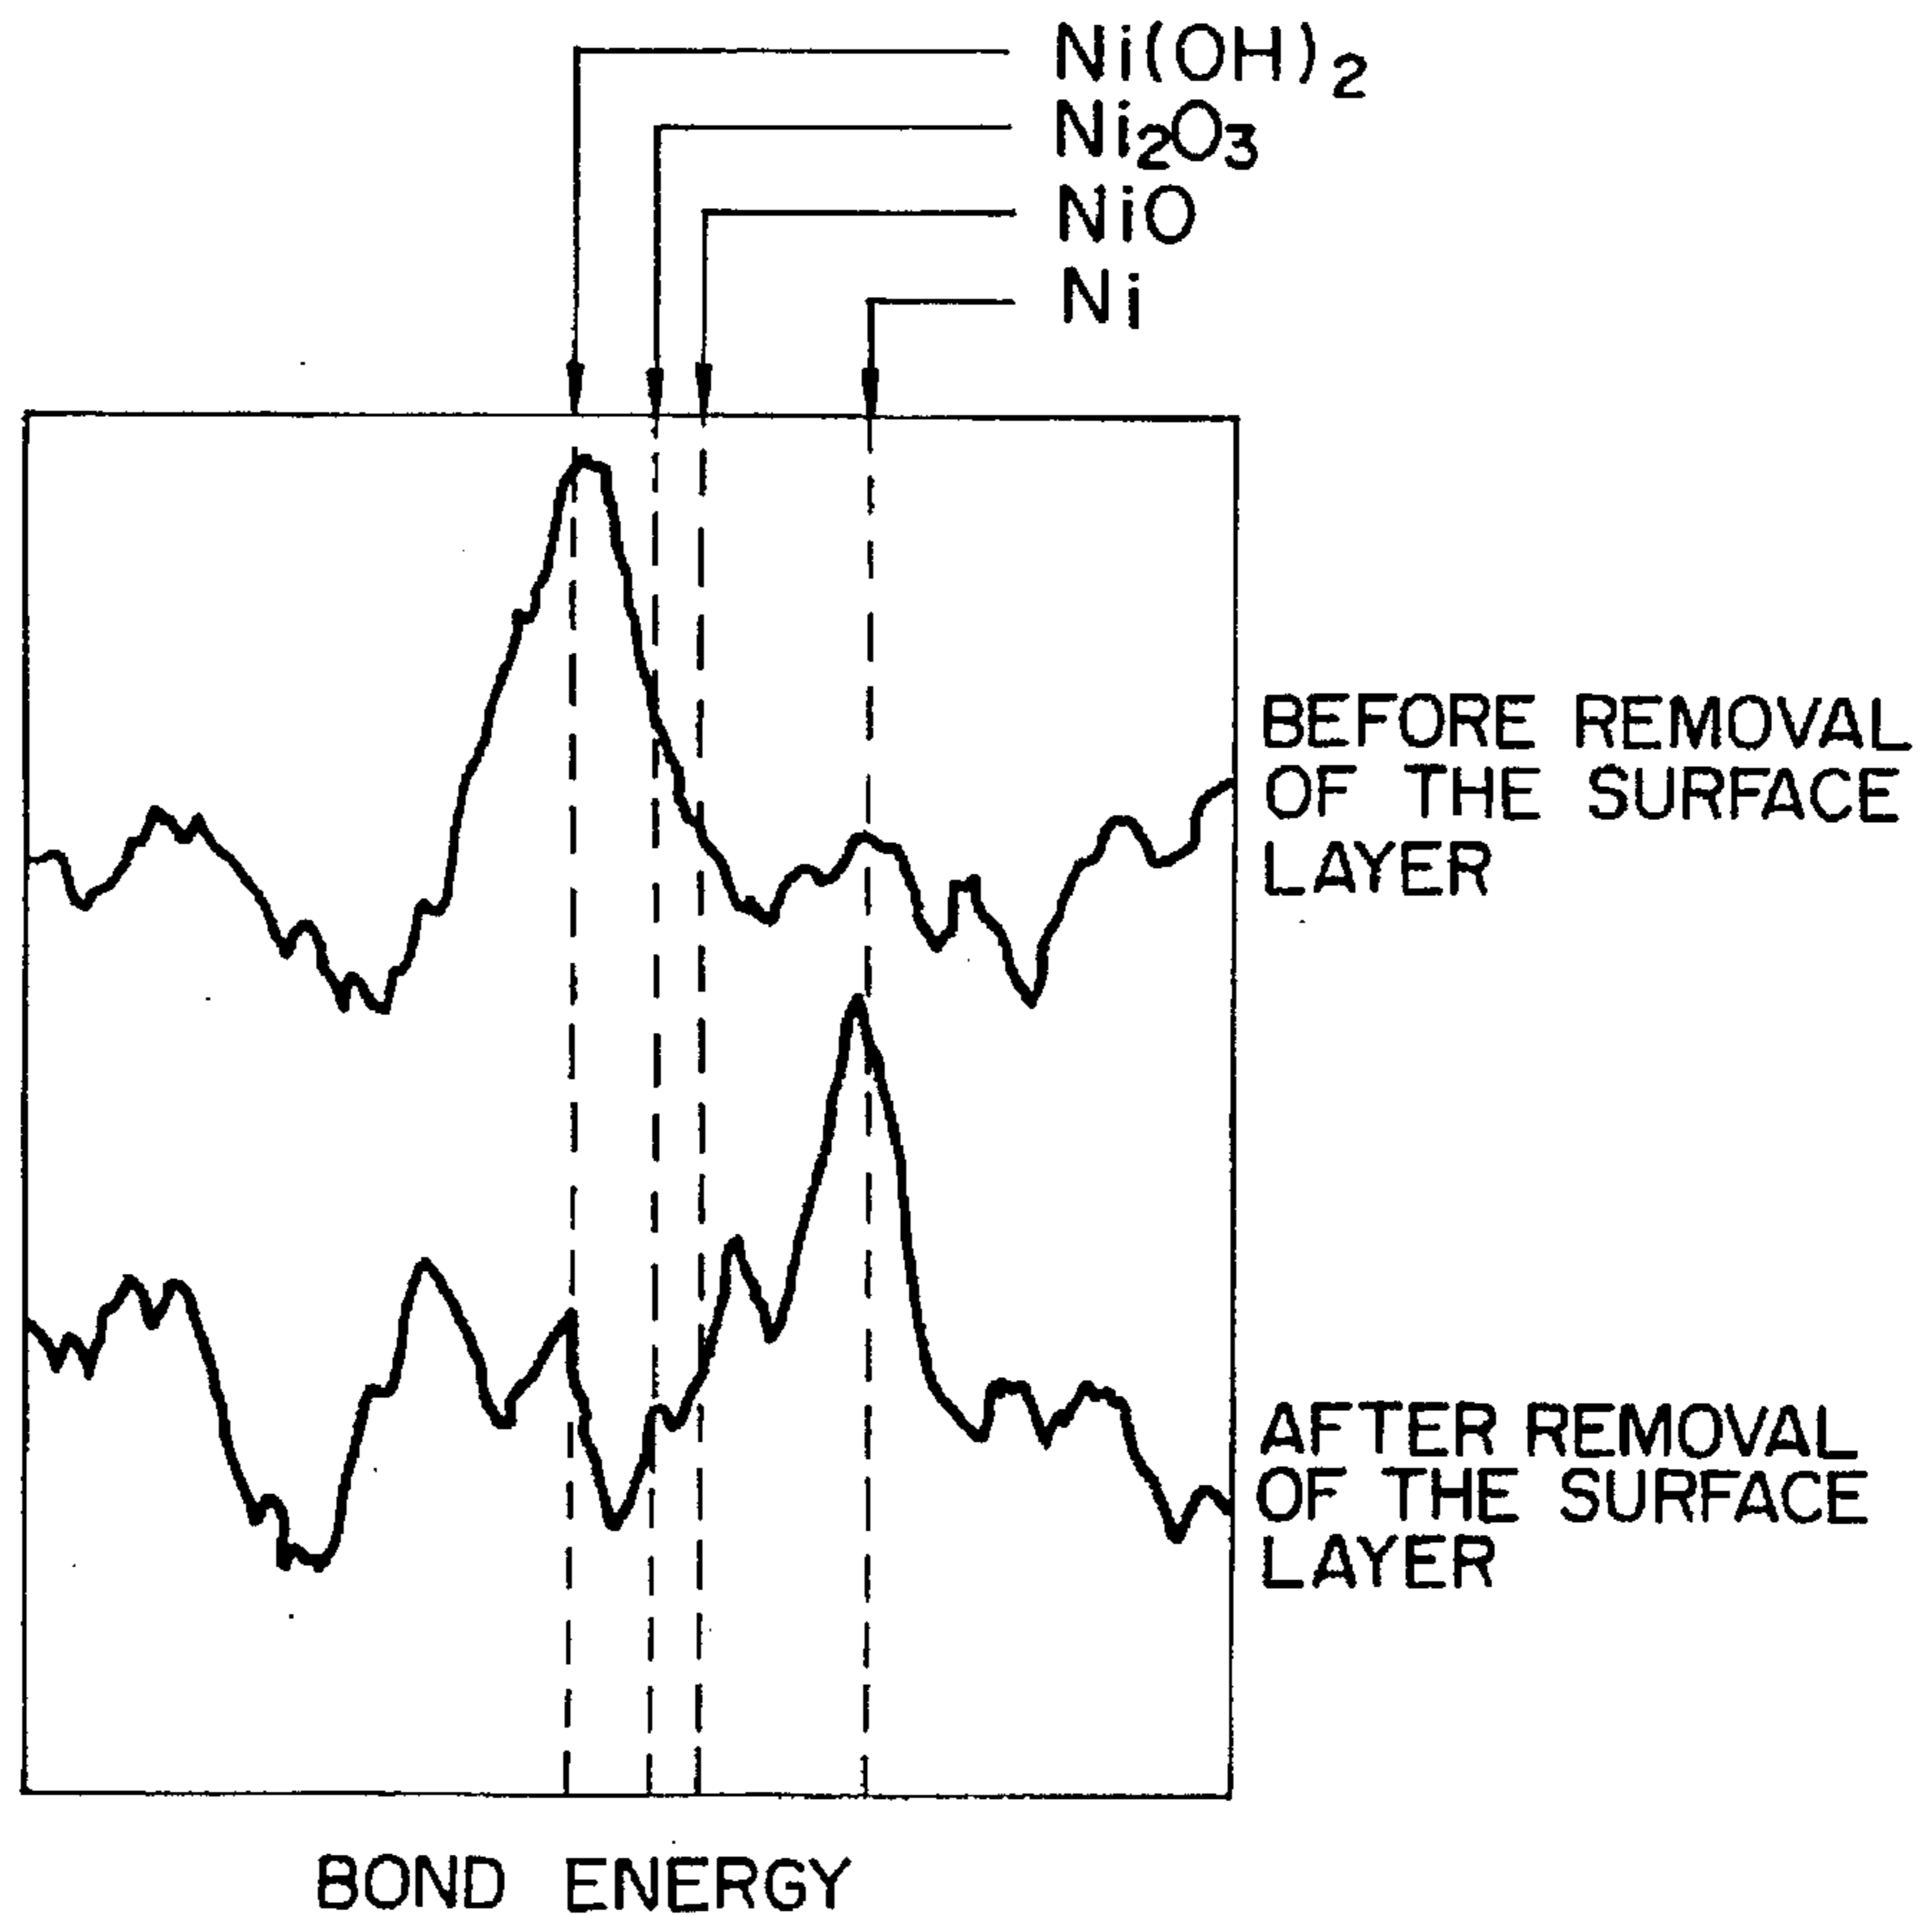 Ni(OH)2
Ni2O3
NiO
Ni
BEFORE REMOVAL
OF THE SURFACE
LAYER
AFTER REMOVAL
OF THE SURFACE
LAYER
BOND ENERGY